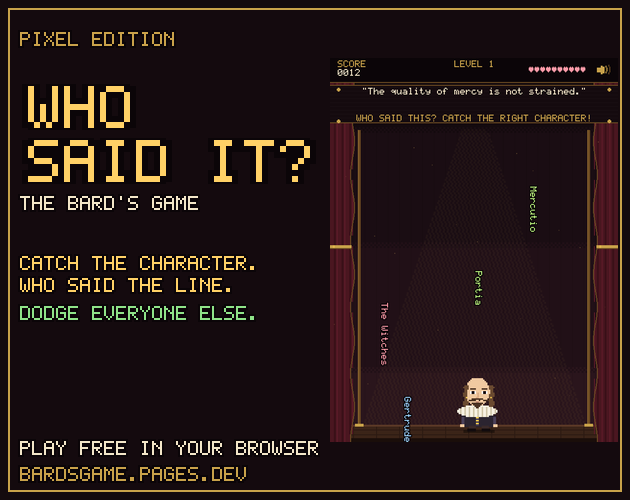 PIXEL EDITION
WHO
SAID IT?
THE BARD'S GAME
CATCH THE CHARACTER.
WHO SAID THE LINE.
DODGE EVERYONE ELSE.
PLAY FREE IN YOUR BROWSER
BARDSGAME.PAGES.DEV
SCORE
0012
LEVEL 1
"The quality of mercy is not strained."
WHO SAID THIS? CATCH THE RIGHT CHARACTER!
Mercutio
Portia
The Witches
Gertrude